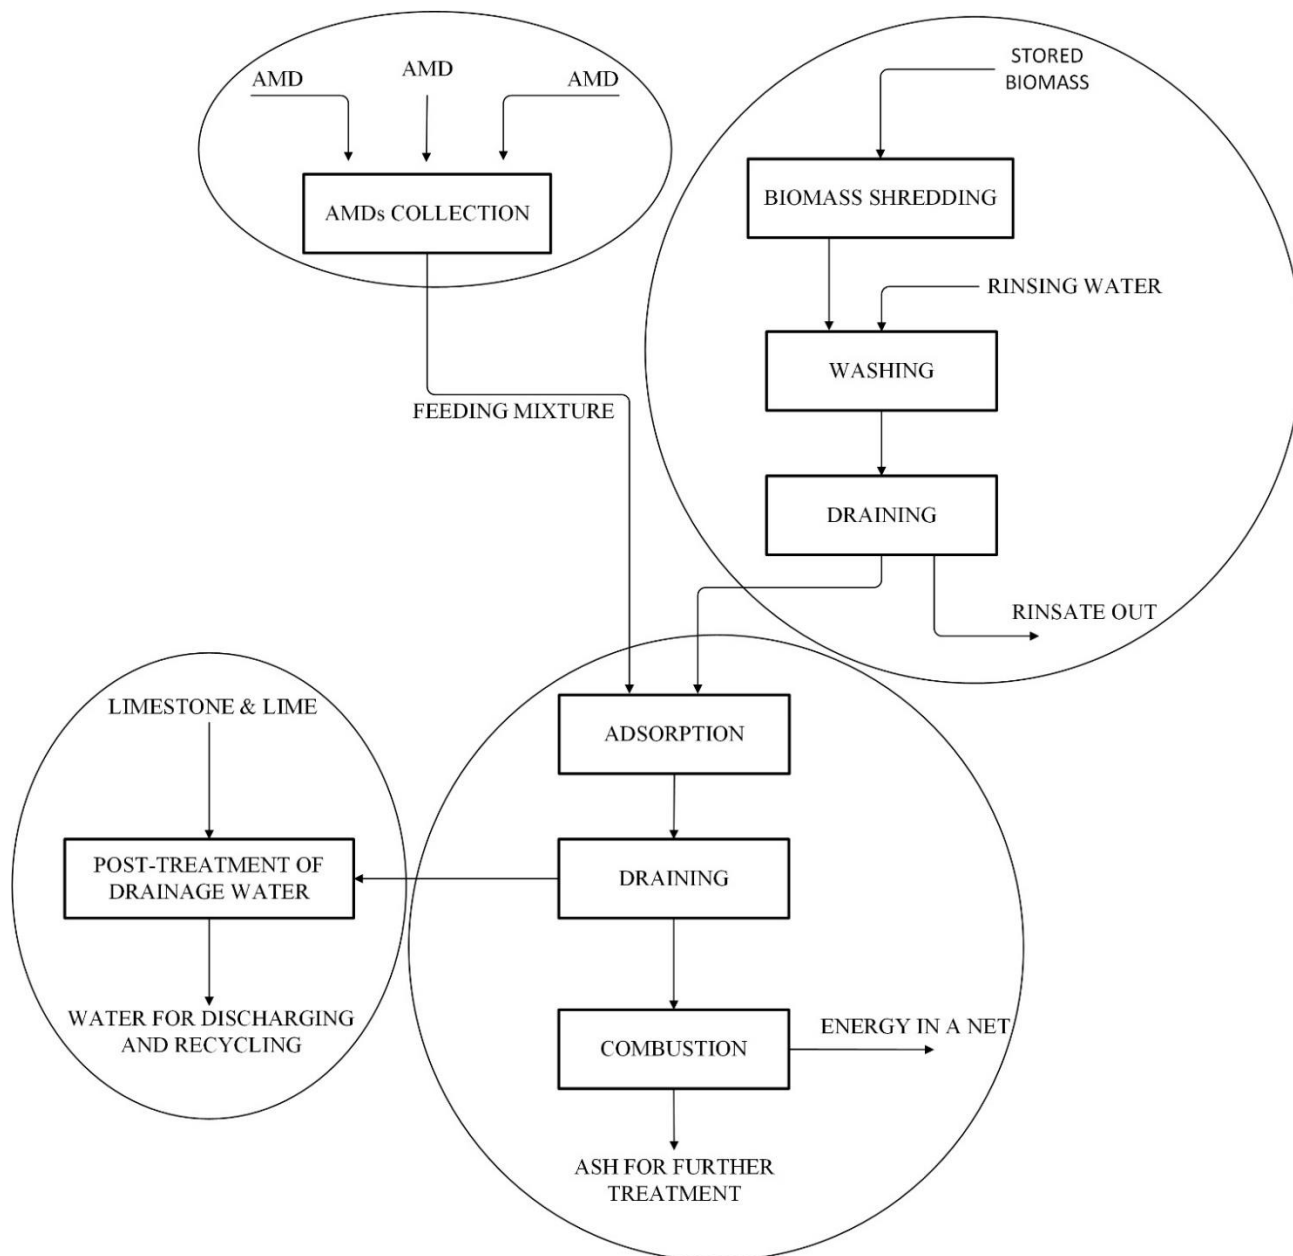 AMD
AMD
AMD
AMDs COLLECTION
FEEDING MIXTURE
STORED
BIOMASS
BIOMASS SHREDDING
RINSING WATER
WASHING
DRAINING
RINSATE OUT
LIMESTONE & LIME
POST-TREATMENT OF
DRAINAGE WATER
WATER FOR DISCHARGING
AND RECYCLING
ADSORPTION
DRAINING
COMBUSTION
ENERGY IN A NET
ASH FOR FURTHER
TREATMENT